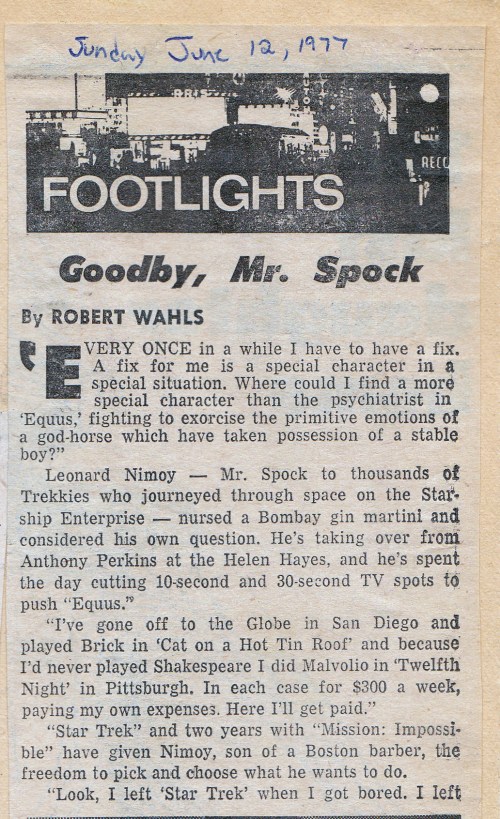 Sunday June 12, 1977
RRIS
RECO
FOOTLIGHTS
Goodby, Mr. Spock
By ROBERT WAHLS
'EVERY ONCE in a while I have to have a fix.
A fix for me is a special character in a
special situation. Where could I find a more
special character than the psychiatrist in
'Equus,' fighting to exorcise the primitive emotions of
a god-horse which have taken possession of a stable
boy?"
Leonard Nimoy — Mr. Spock to thousands of
Trekkies who journeyed through space on the Star-
ship Enterprise — nursed a Bombay gin martini and
considered his own question. He's taking over from
Anthony Perkins at the Helen Hayes, and he's spent
the day cutting 10-second and 30-second TV spots to
push "Equus."
"I've gone off to the Globe in San Diego and
played Brick in 'Cat on a Hot Tin Roof' and because
I'd never played Shakespeare I did Malvolio in 'Twelfth
Night' in Pittsburgh. In each case for $300 a week,
paying my own expenses. Here I'll get paid."
"Star Trek" and two years with "Mission: Impossi-
ble" have given Nimoy, son of a Boston barber, the
freedom to pick and choose what he wants to do.
"Look, I left 'Star Trek' when I got bored. I left